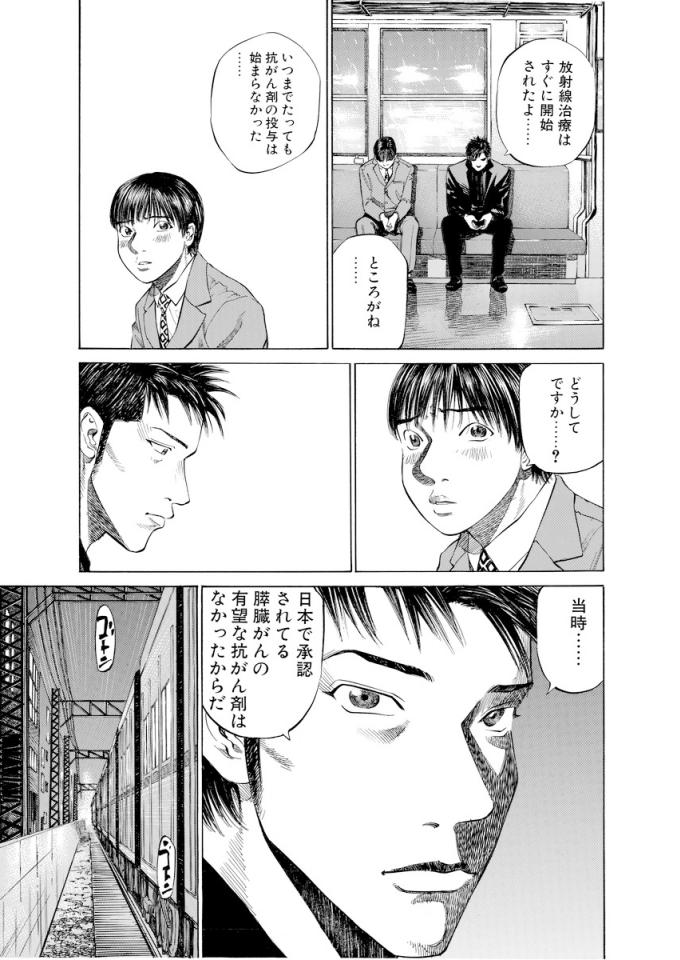 放射線治療は
すぐに開始
されたよ……
ところがね
……
いつまでたっても
抗がん剤の投与は
始まらなかった
……
どうして
ですか……？
当時……
日本で承認
されてる
膵臓がんの
有望な抗がん剤は
なかったからだ
ゴトン
ゴトン